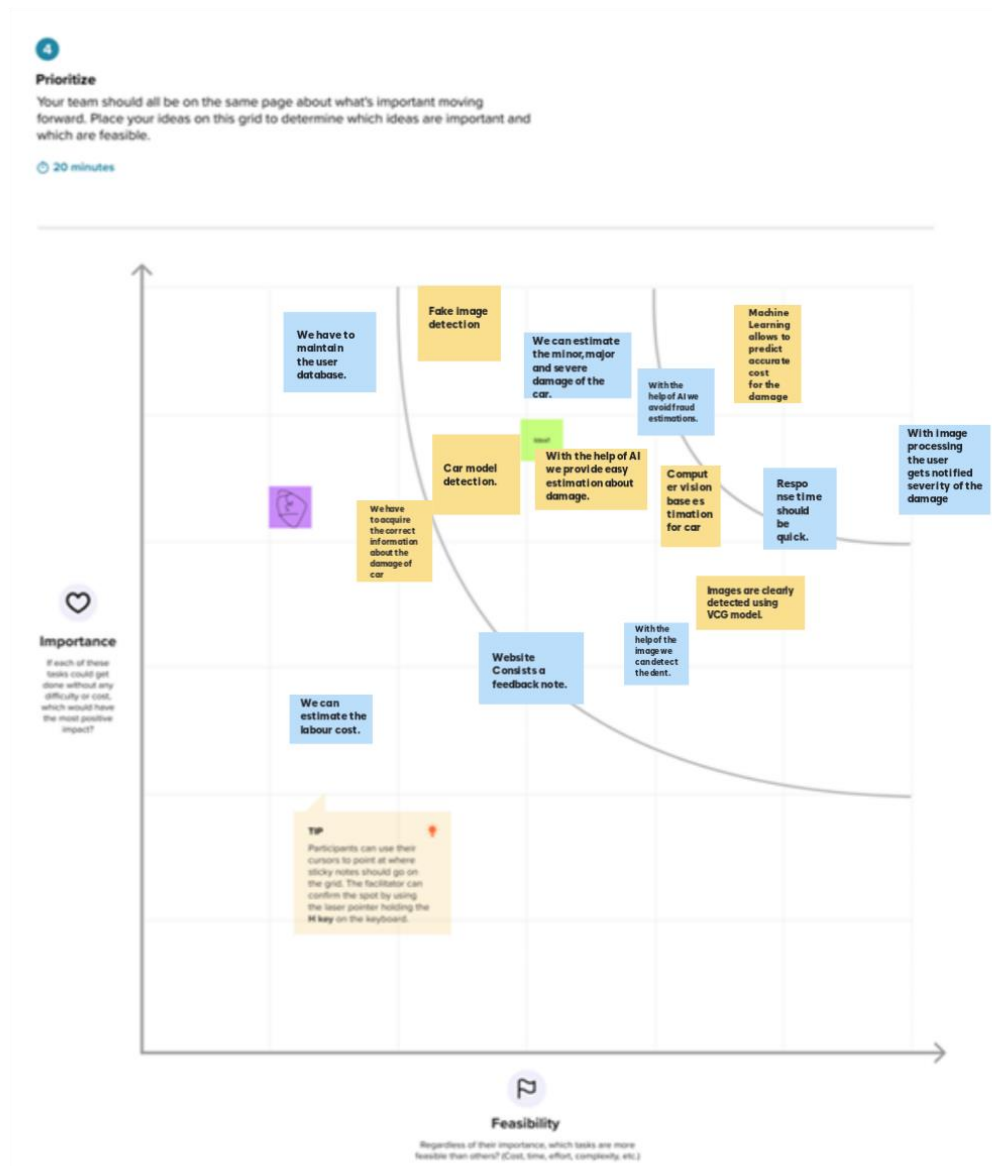 4
Prioritize
Your team should all be on the same page about what's important moving
forward. Place your ideas on this grid to determine which ideas are important and
which are feasible.
20 minutes
Fake image
detection
Machine
Learning
allows to
predict
accurate
cost
for the
damage
We have to
maintain
the user
database.
We can estimate
the minor, major
and severe
damage of the
car.
With the
help of AI we
avoid fraud
estimations.
With image
processing
the user
gets notified
severity of the
damage
Car model
detection.
With the help of AI
we provide easy
estimation about
damage.
Comput
er vision
base es
timation
for car
Respo
nse time
should
be
quick.
We have
to acquire
the correct
information
about the
damage of
car
Images are clearly
detected using
VCG model.
With the
help of the
image we
can detect
the dent.
Website
Consists a
feedback note.
We can
estimate the
labour cost.
Importance
If each of these
tasks could get
done without any
difficulty or cost,
which would have
the most positive
impact?
TIP
Participants can use their
cursors to point at where
sticky notes should go on
the grid. The facilitator can
confirm the spot by using
the laser pointer holding the
H key on the keyboard.
Feasibility
Regardless of their importance, which tasks are more
feasible than others? (Cost, time, effort, complexity, etc.)